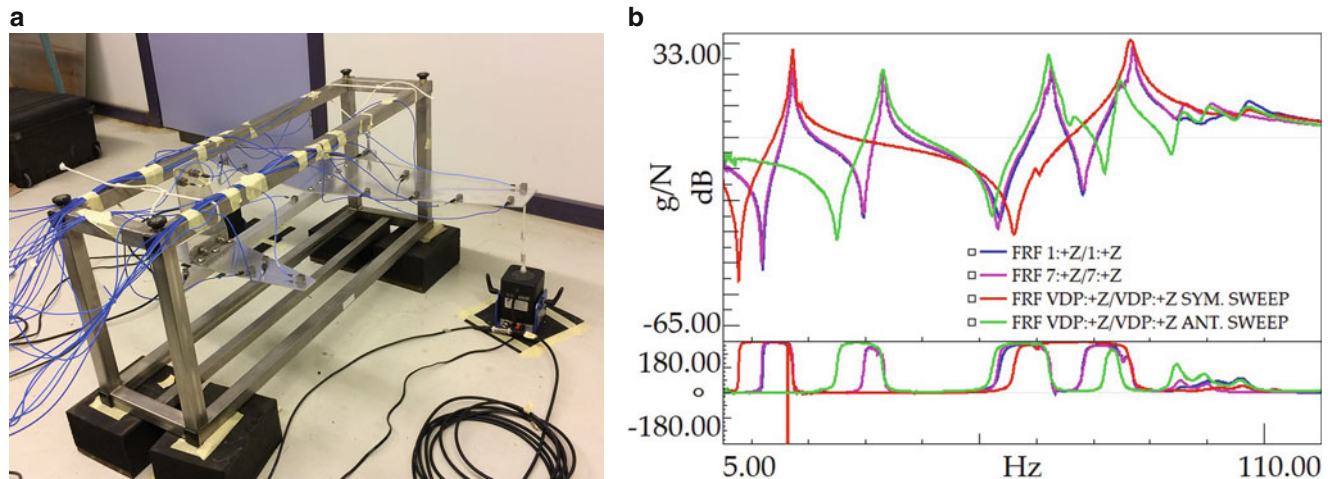 a
b
33.00
g/N
dB
-65.00
FRF 1:+Z/1:+Z
FRF 7:+Z/7:+Z
FRF VDP:+Z/VDP:+Z SYM. SWEEP
FRF VDP:+Z/VDP:+Z ANT. SWEEP
180.00
°
-180.00
5.00
Hz
110.00